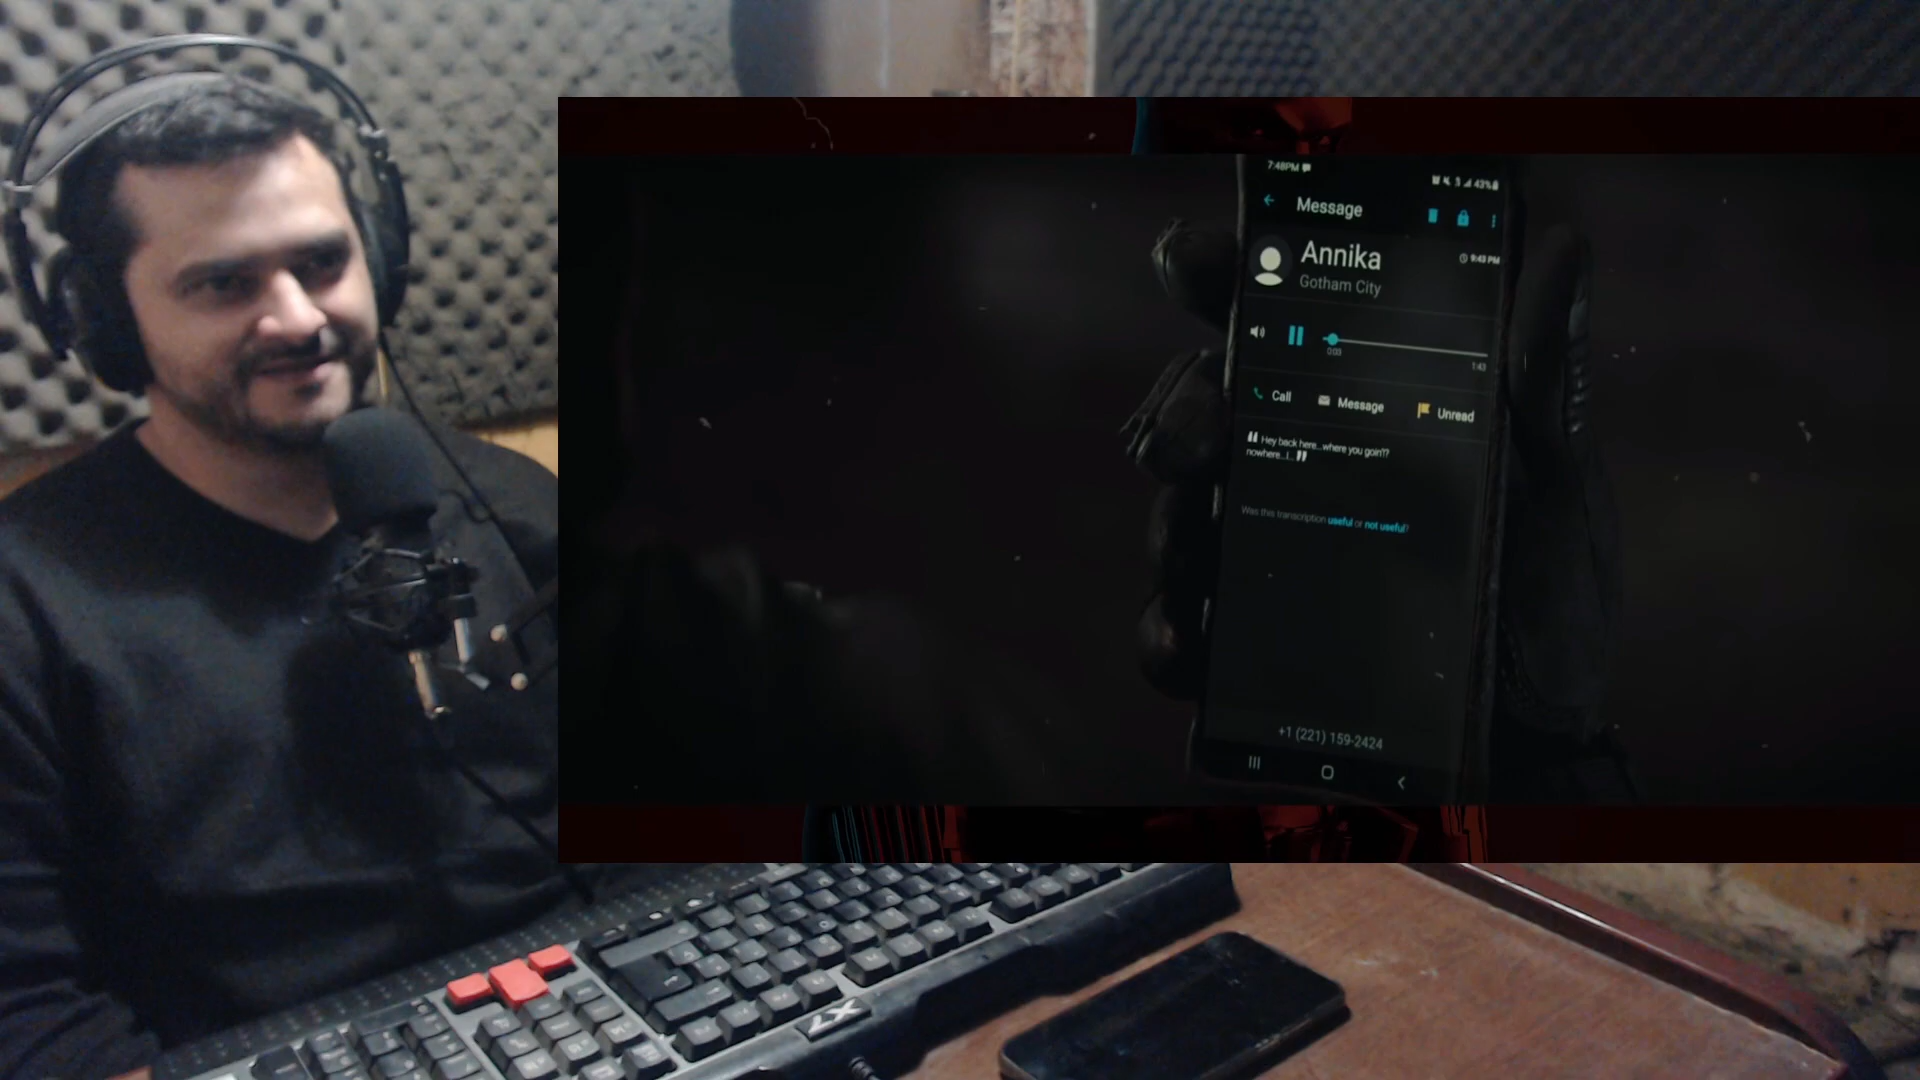 7:48PM
43%
Message
Annika
9:43 PM
Gotham City
0:03
1:43
Call Message Unread
“ Hey back here...where you goin'?
nowhere...I... ”
Was this transcription useful or not useful?
+1 (221) 159-2424